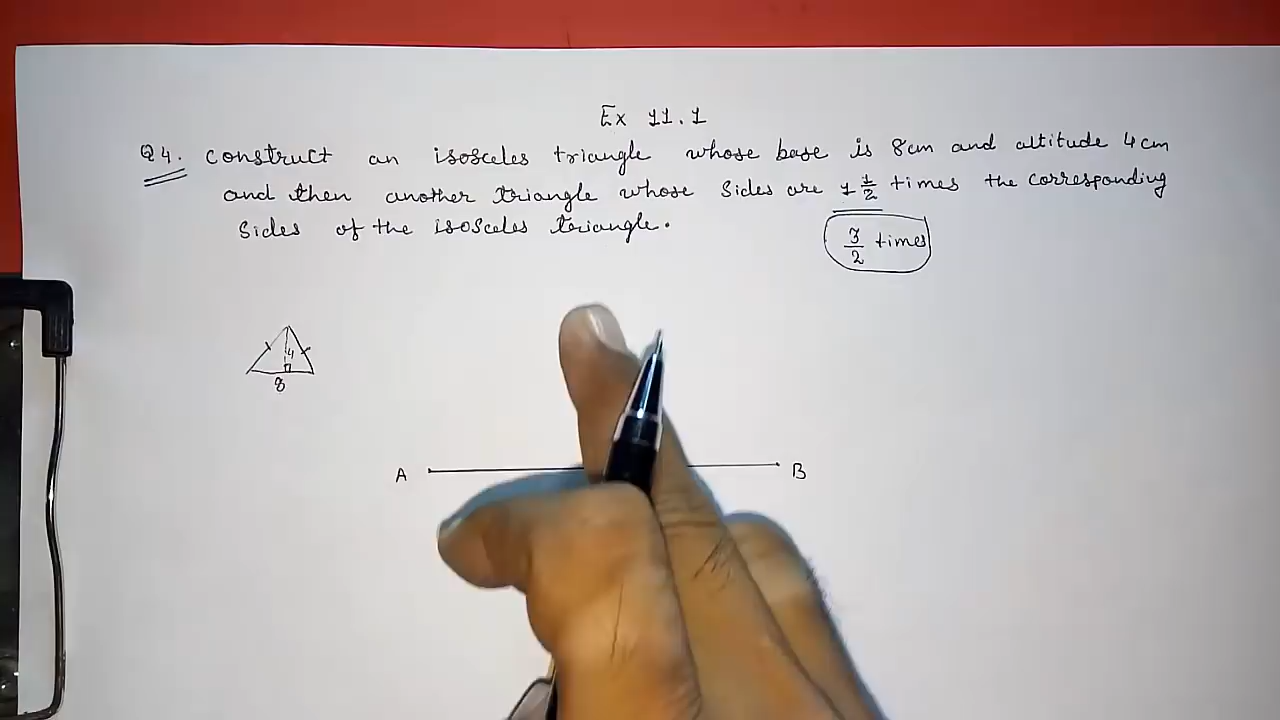 Ex 11.1
Q4. Construct an isosceles triangle whose base is 8cm and altitude 4cm
and then another triangle whose sides are 1 1/2 times the corresponding
sides of the isosceles triangle.
3/2 times
4
8
A
B